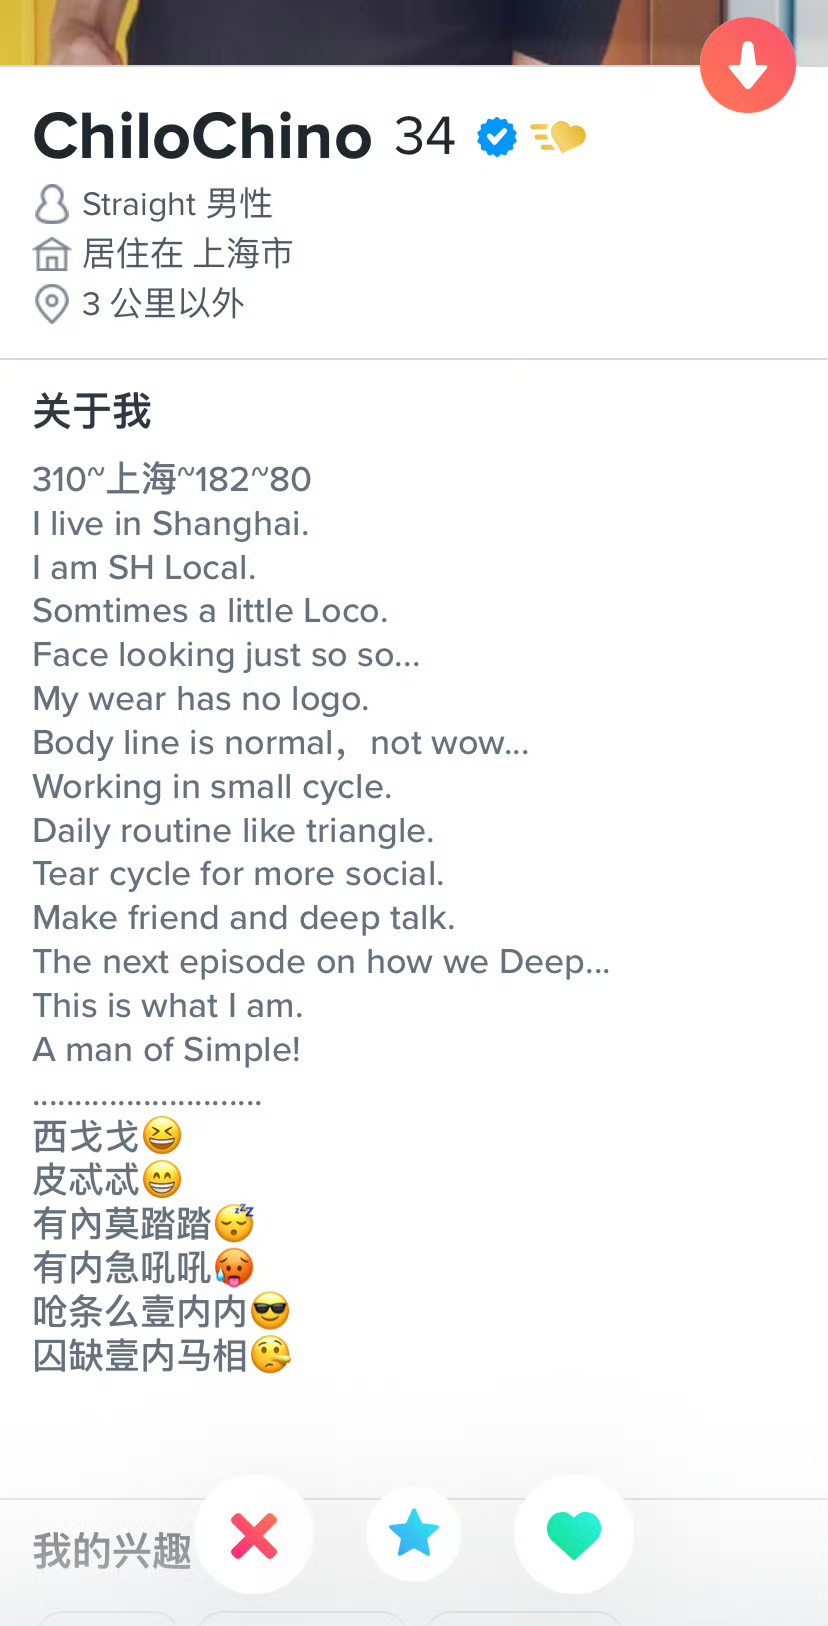 ChiloChino 34
Straight 男性
居住在 上海市
3 公里以外
关于我
310~上海~182~80
I live in Shanghai.
I am SH Local.
Somtimes a little Loco.
Face looking just so so...
My wear has no logo.
Body line is normal，not wow...
Working in small cycle.
Daily routine like triangle.
Tear cycle for more social.
Make friend and deep talk.
The next episode on how we Deep...
This is what I am.
A man of Simple!
..........................
西戈戈😆
皮忒忒😁
有內莫踏踏😴
有内急吼吼🥵
呛条么壹内内😎
囚缺壹内马相🤥
我的兴趣